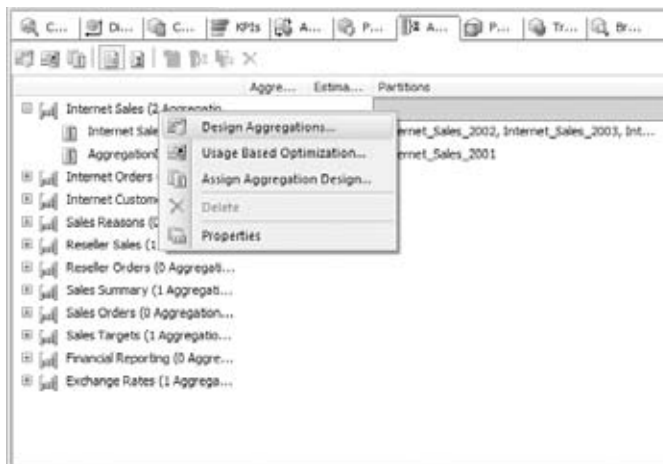 C... Di... C... KPIs A... P... A... P... Tr... Br...
Aggre... Estima... Partitions
Internet Sales (2 Aggregatio...
Internet Sale
ernet_Sales_2002, Internet_Sales_2003, Int...
Aggregation
ernet_Sales_2001
Internet Orders
Internet Custom
Sales Reasons (
Reseller Sales (1
Design Aggregations...
Usage Based Optimization...
Assign Aggregation Design...
Delete
Properties
Reseller Orders (0 Aggregati...
Sales Summary (1 Aggregati...
Sales Orders (0 Aggregation...
Sales Targets (1 Aggregatio...
Financial Reporting (0 Aggre...
Exchange Rates (1 Aggrega...